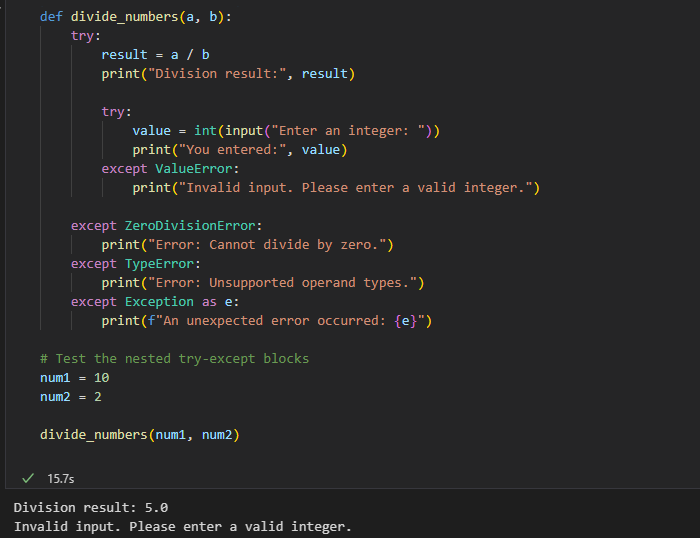 def divide_numbers(a, b):
    try:
        result = a / b
        print("Division result:", result)

        try:
            value = int(input("Enter an integer: "))
            print("You entered:", value)
        except ValueError:
            print("Invalid input. Please enter a valid integer.")

    except ZeroDivisionError:
        print("Error: Cannot divide by zero.")
    except TypeError:
        print("Error: Unsupported operand types.")
    except Exception as e:
        print(f"An unexpected error occurred: {e}")

# Test the nested try-except blocks
num1 = 10
num2 = 2

divide_numbers(num1, num2)

15.7s
Division result: 5.0
Invalid input. Please enter a valid integer.